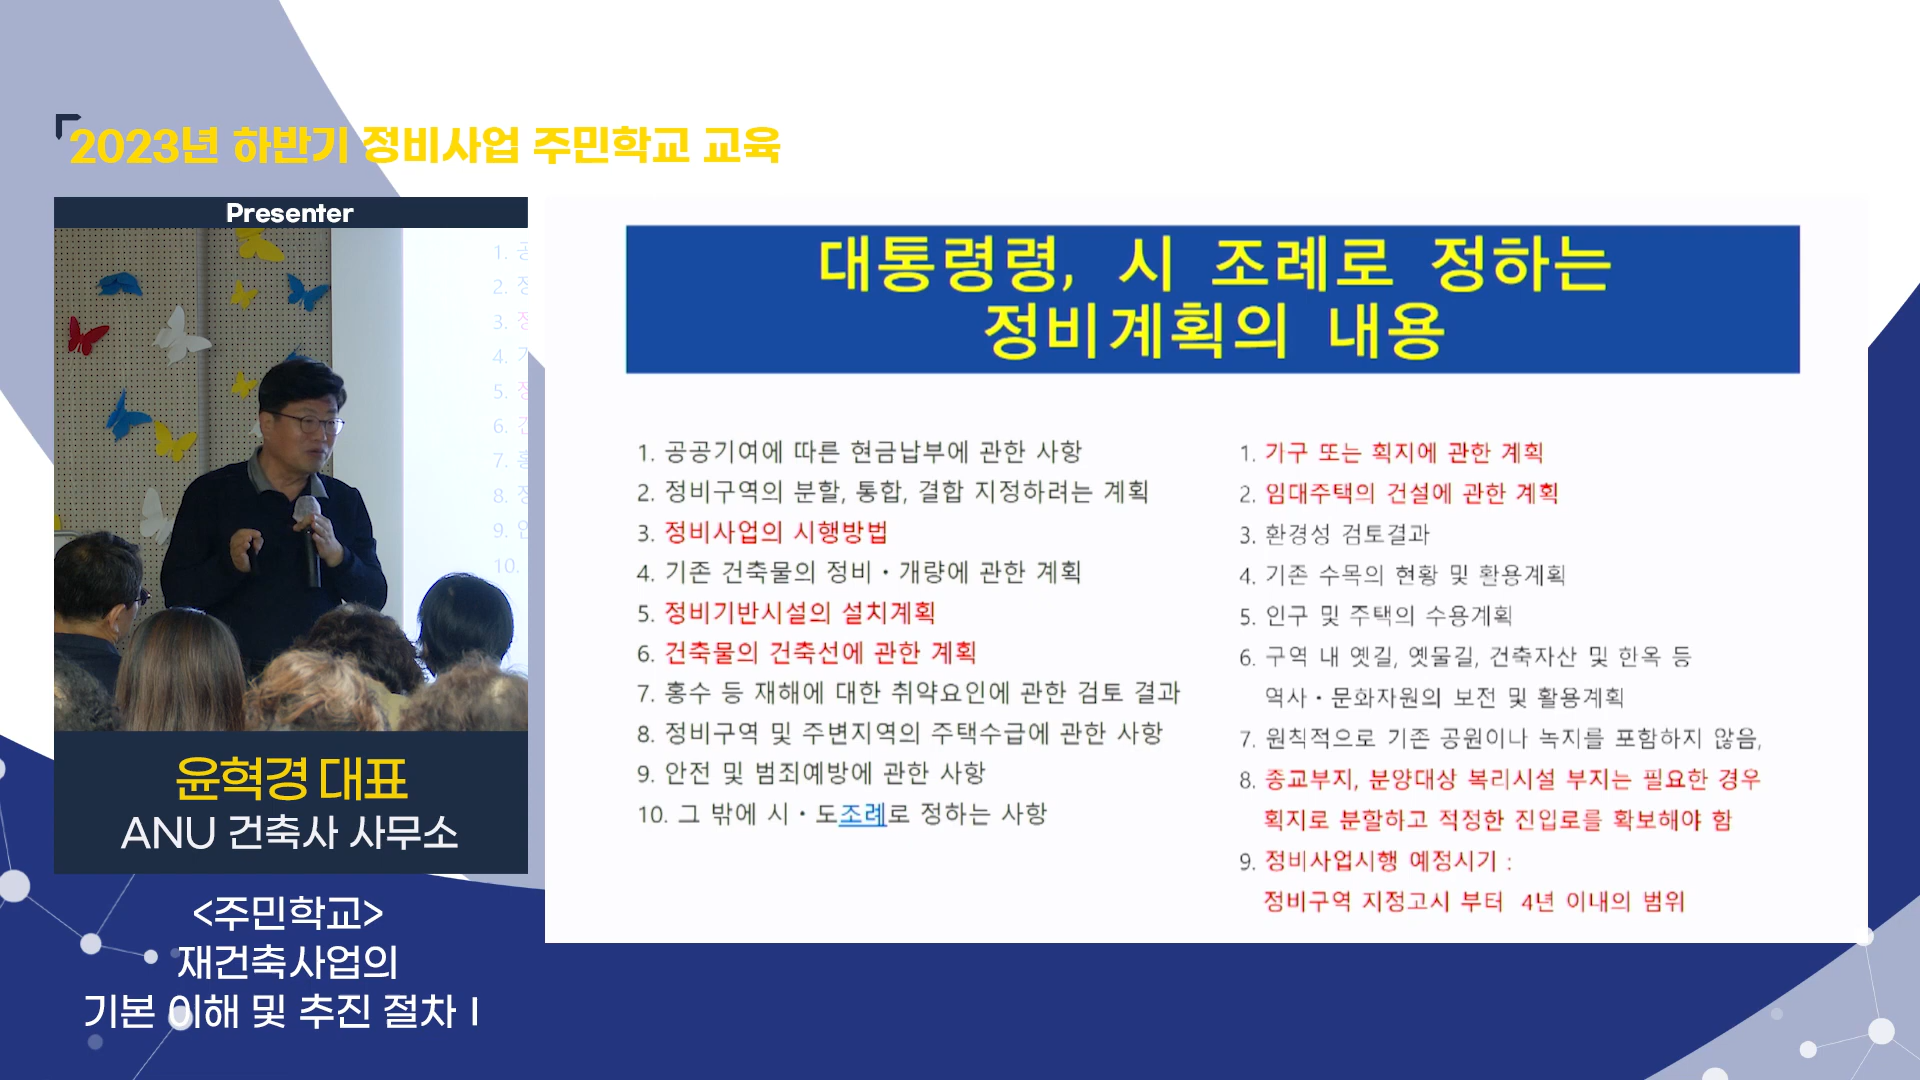 2023년 하반기 정비사업 주민학교 교육
Presenter
1.
2.
3.
4.
5.
6.
7.
8.
9.
10.
윤혁경 대표
ANU 건축사 사무소
<주민학교>
재건축사업의
기본 이해 및 추진 절차 I
대통령령, 시 조례로 정하는
정비계획의 내용
1. 공공기여에 따른 현금납부에 관한 사항
2. 정비구역의 분할, 통합, 결합 지정하려는 계획
3. 정비사업의 시행방법
4. 기존 건축물의 정비・개량에 관한 계획
5. 정비기반시설의 설치계획
6. 건축물의 건축선에 관한 계획
7. 홍수 등 재해에 대한 취약요인에 관한 검토 결과
8. 정비구역 및 주변지역의 주택수급에 관한 사항
9. 안전 및 범죄예방에 관한 사항
10. 그 밖에 시・도조례로 정하는 사항
1. 가구 또는 획지에 관한 계획
2. 임대주택의 건설에 관한 계획
3. 환경성 검토결과
4. 기존 수목의 현황 및 활용계획
5. 인구 및 주택의 수용계획
6. 구역 내 옛길, 옛물길, 건축자산 및 한옥 등
역사・문화자원의 보전 및 활용계획
7. 원칙적으로 기존 공원이나 녹지를 포함하지 않음,
8. 종교부지, 분양대상 복리시설 부지는 필요한 경우
획지로 분할하고 적정한 진입로를 확보해야 함
9. 정비사업시행 예정시기 :
정비구역 지정고시 부터 4년 이내의 범위